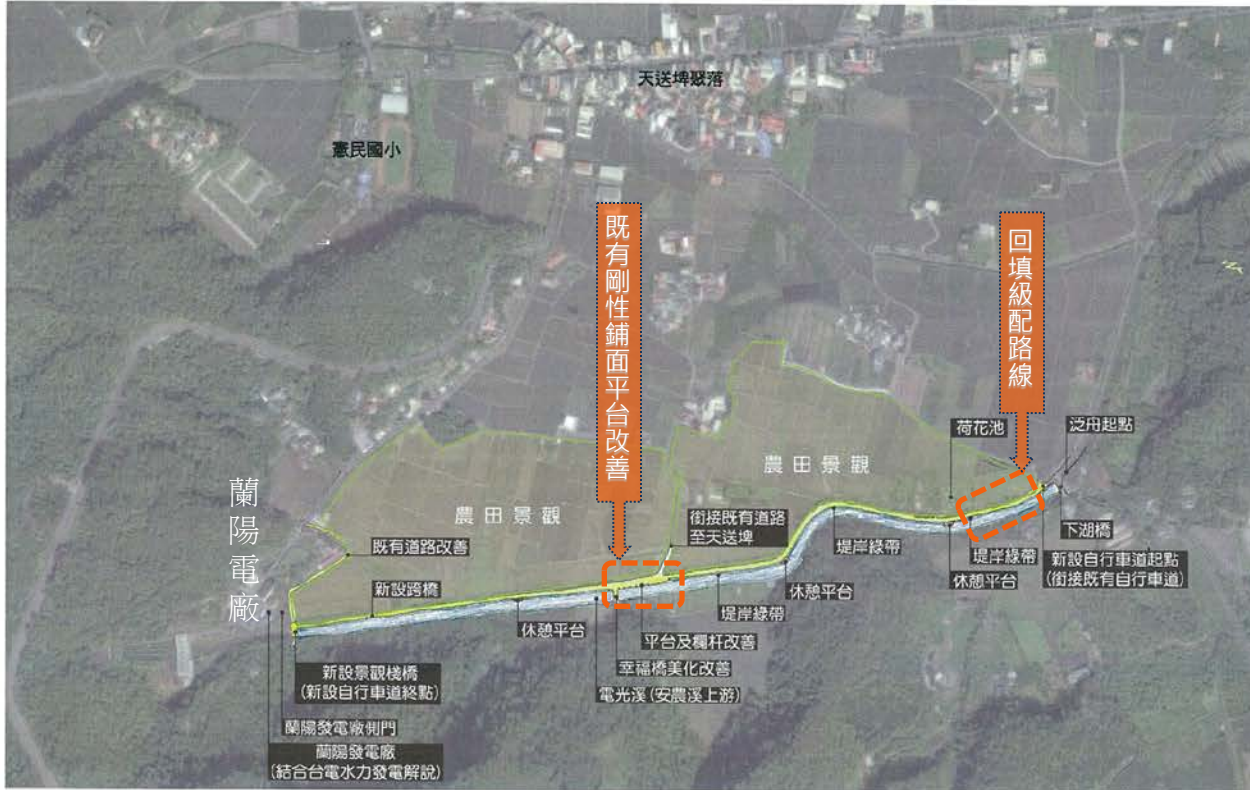 天送埤聚落
憲民國小
既有剛性鋪面平台改善
回填級配路線
荷花池
泛舟起點
農田景觀
蘭陽電廠
農田景觀
銜接既有道路
至天送埤
既有道路改善
堤岸綠帶
下湖橋
堤岸綠帶
新設自行車道起點
(銜接既有自行車道)
休憩平台
新設跨橋
休憩平台
堤岸綠帶
休憩平台
平台及欄杆改善
幸福橋美化改善
新設景觀棧橋
(新設自行車道終點)
電光溪(安農溪上游)
蘭陽發電廠側門
蘭陽發電廠
(結合台電水力發電解說)